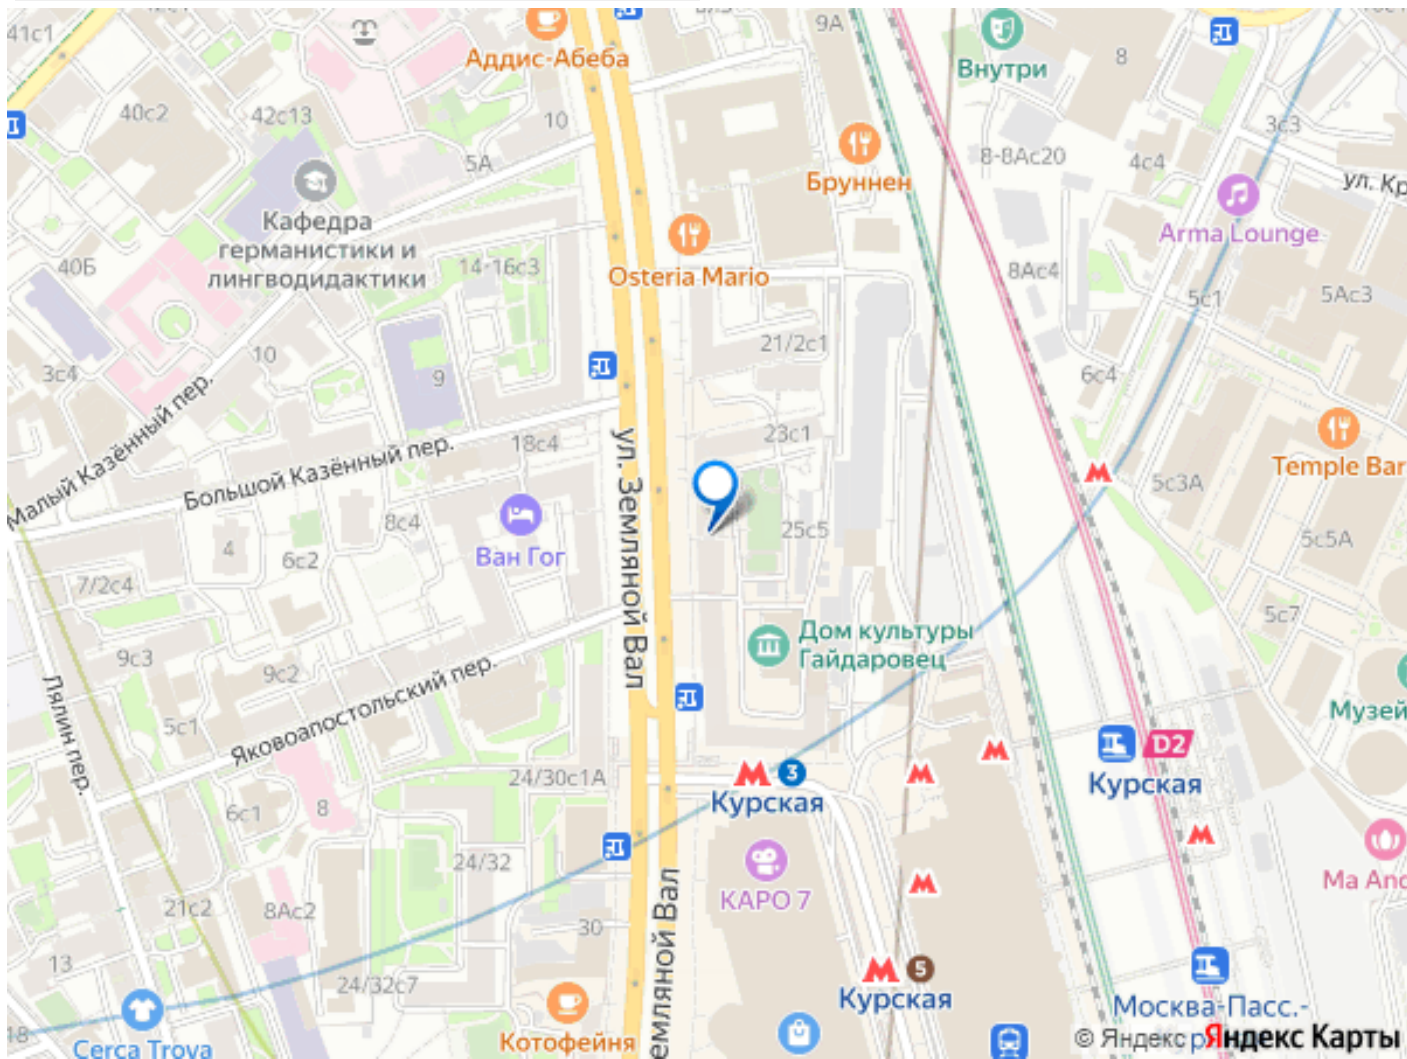 41с1
Аддис-Абеба
9А
Внутри
8
40с2
42с13
10
5А
Бруннен
8-8Ас20
3с3
4с4
ул. Кр
Кафедра
германистики и
лингводидактики
Arma Lounge
40Б
14-16с3
Osteria Mario
8Ас4
5с1
5Ас3
3с4
10
9
21/2с1
6с4
Малый Казённый пер.
Большой Казённый пер.
18с4
ул. Земляной Вал
23с1
Temple Bar
5с3А
4
6с2
8с4
Ван Гог
25с5
5с5А
7/2с4
5с7
9с3
9с2
Дом культуры
Гайдаровец
Лялин пер.
5с1
Яковоапостольский пер.
Музей
D2
Курская
24/30с1А
3
Курская
6с1
8
24/32
КАРО 7
Ma And
21с2
8Ас2
30
емляной Вал
13
24/32с7
5
Курская
18
Cerca Trova
Котофейня
Москва-Пасс.-
© Яндекс
Яндекс Карты